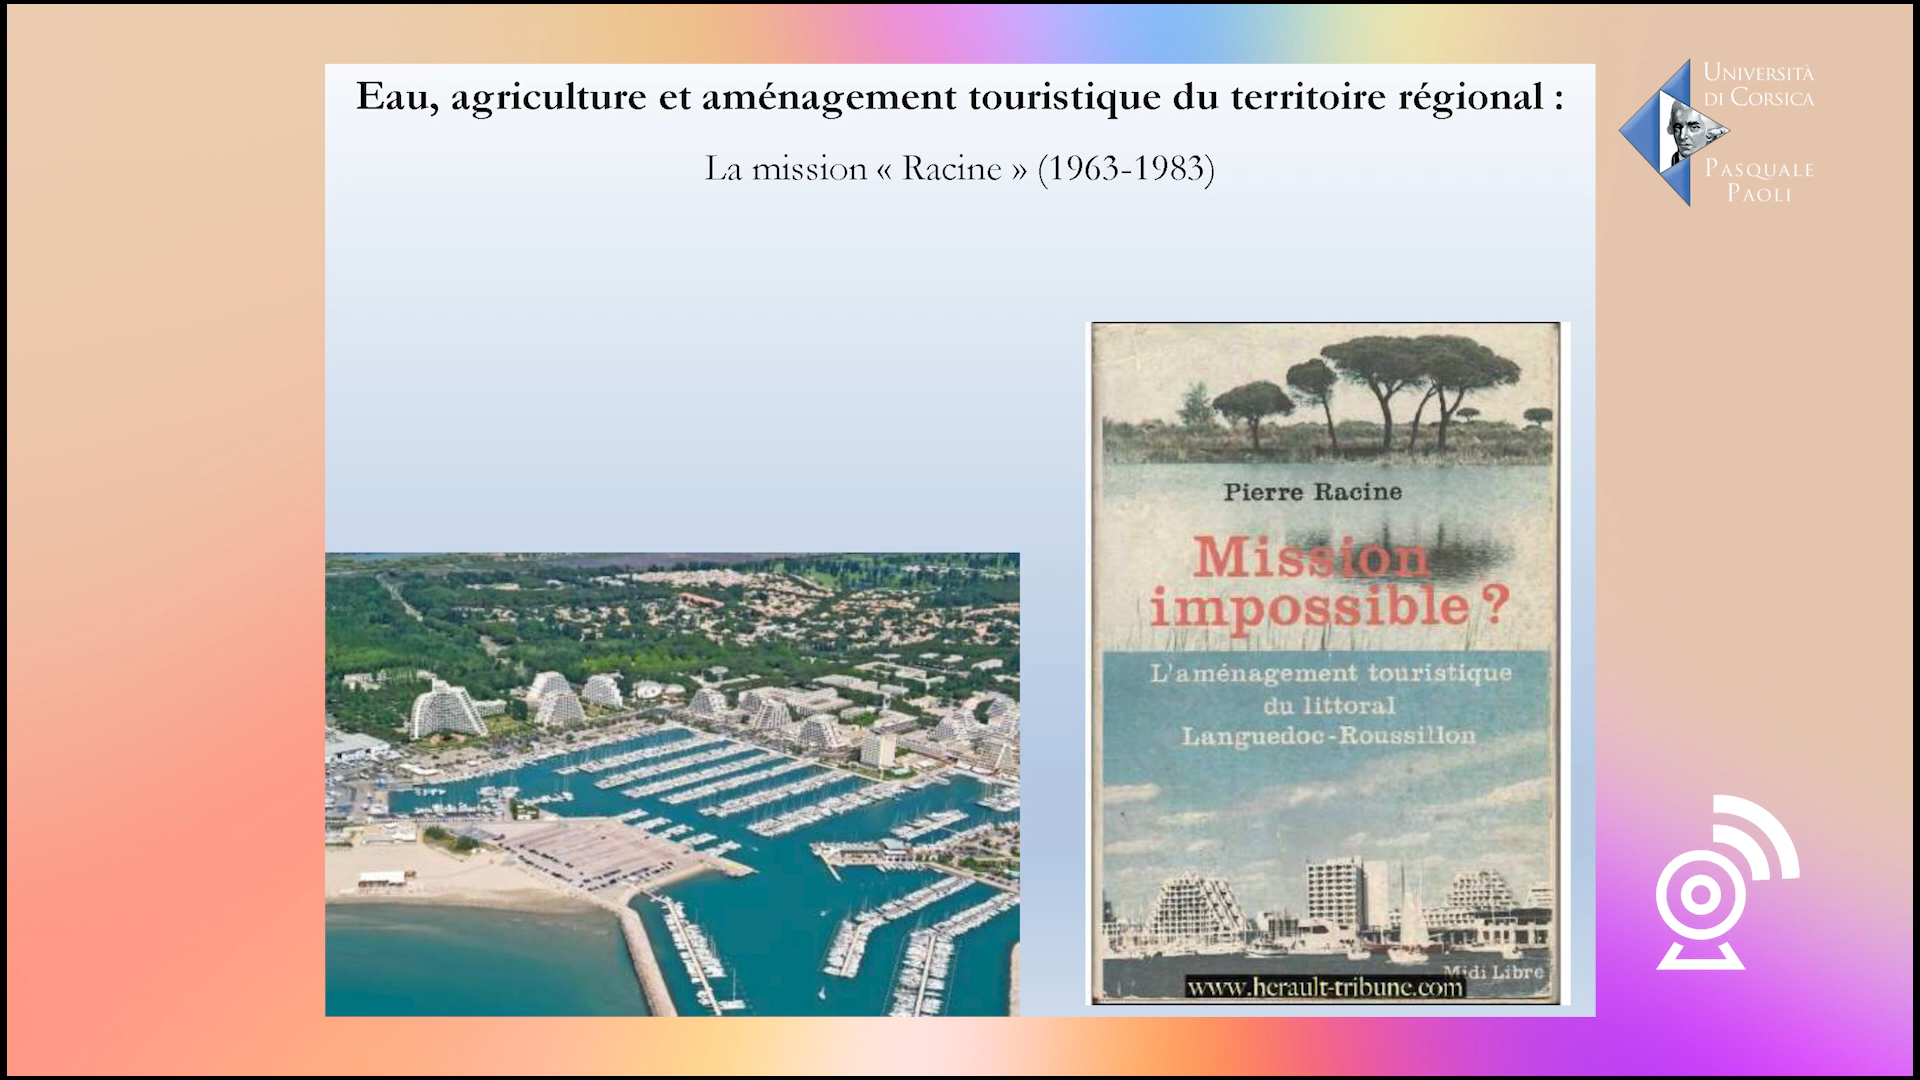 Eau, agriculture et aménagement touristique du territoire régional :
La mission « Racine » (1963-1983)
UNIVERSITÀ
DI CORSICA
PASQUALE
PAOLI
Pierre Racine
Mission
impossible ?
L'aménagement touristique
du littoral
Languedoc-Roussillon
Midi Libre
www.herault-tribune.com